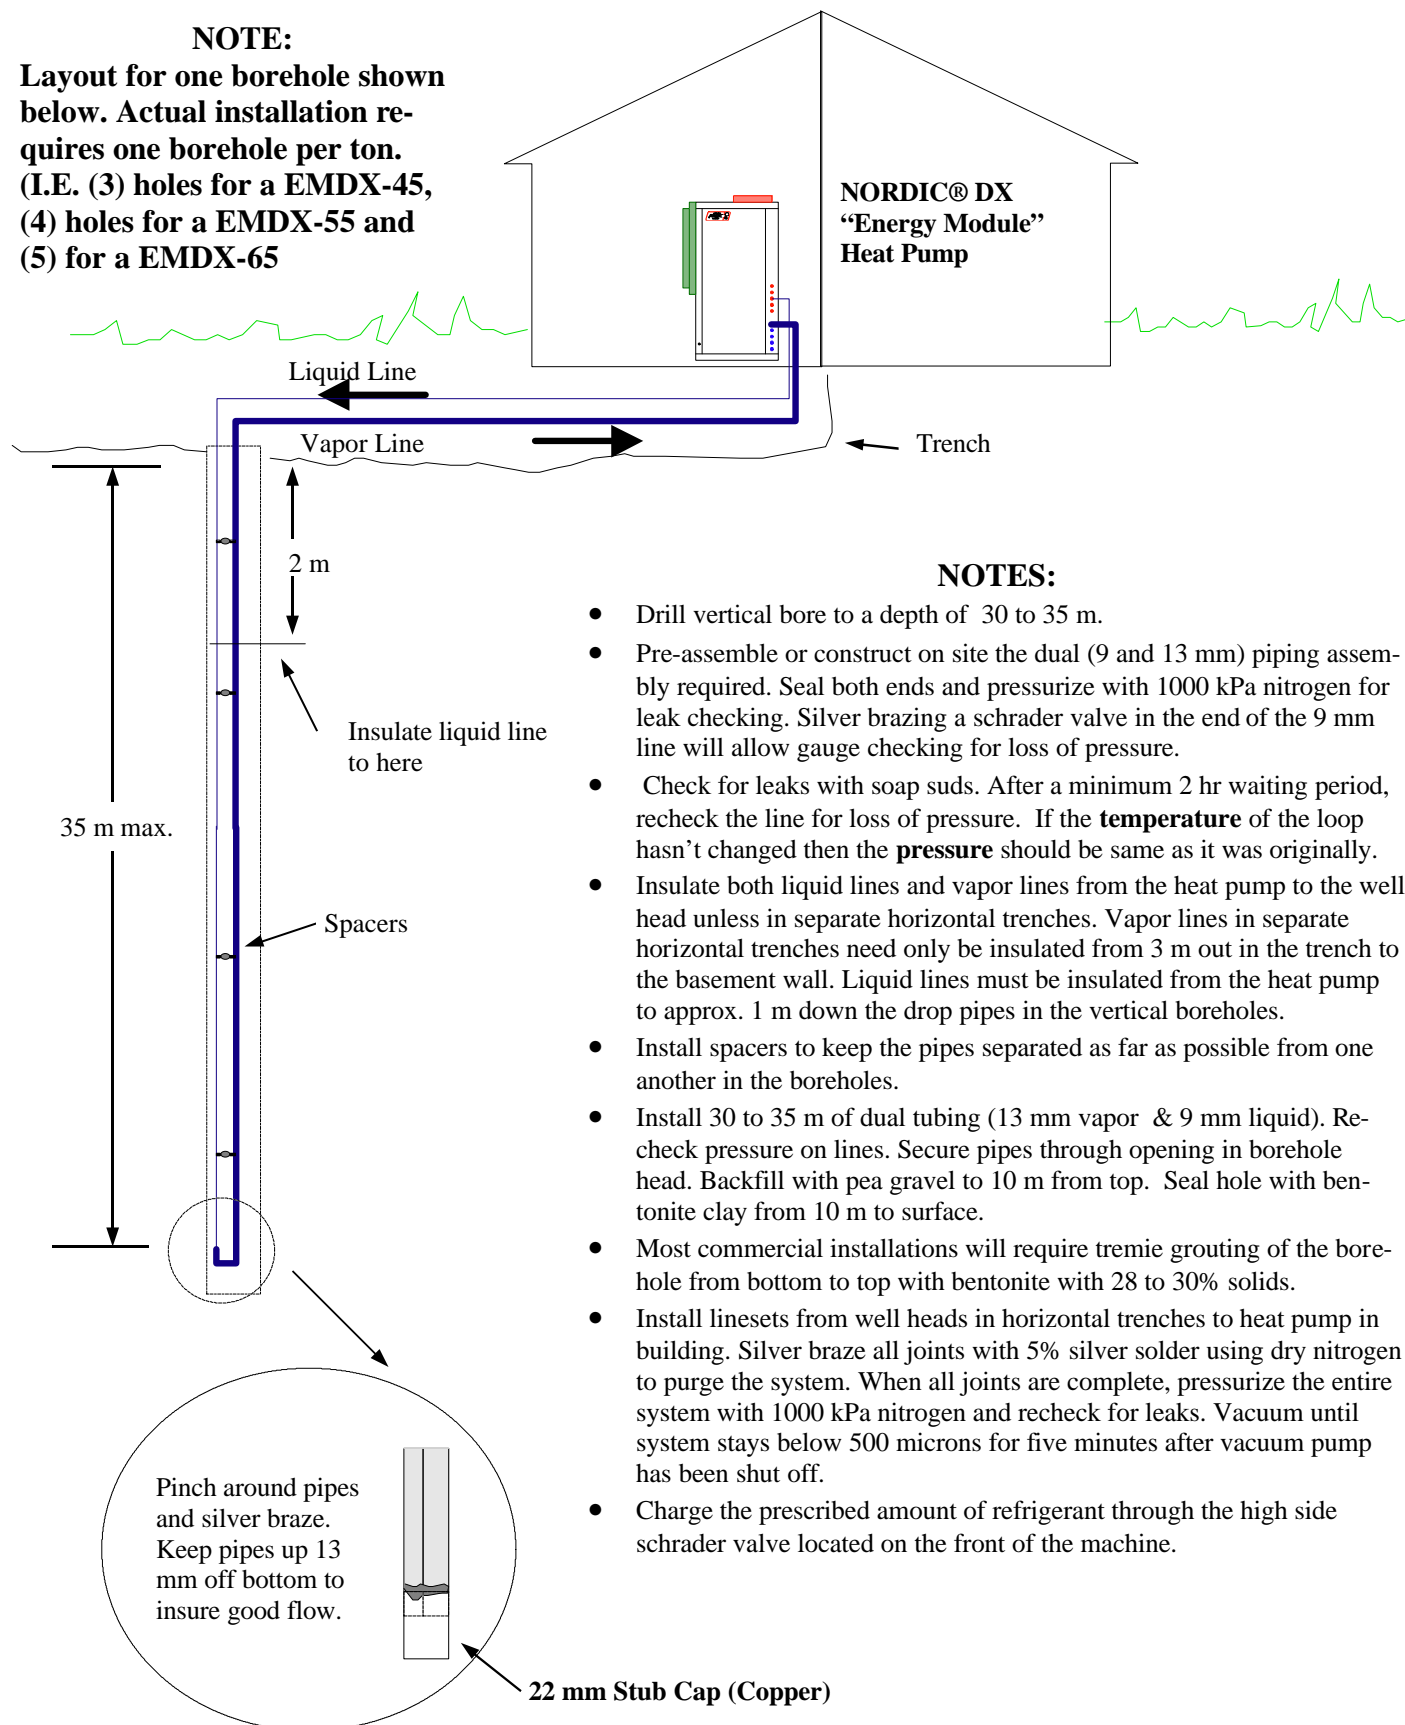 NOTE:
Layout for one borehole shown
below. Actual installation re-
quires one borehole per ton.
(I.E. (3) holes for a EMDX-45,
(4) holes for a EMDX-55 and
(5) for a EMDX-65
NORDIC® DX
“Energy Module”
Heat Pump
Liquid Line
Vapor Line
Trench
2 m
Insulate liquid line
to here
35 m max.
Spacers
NOTES:
• Drill vertical bore to a depth of 30 to 35 m.
• Pre-assemble or construct on site the dual (9 and 13 mm) piping assem-
bly required. Seal both ends and pressurize with 1000 kPa nitrogen for
leak checking. Silver brazing a schrader valve in the end of the 9 mm
line will allow gauge checking for loss of pressure.
• Check for leaks with soap suds. After a minimum 2 hr waiting period,
recheck the line for loss of pressure. If the temperature of the loop
hasn’t changed then the pressure should be same as it was originally.
• Insulate both liquid lines and vapor lines from the heat pump to the well
head unless in separate horizontal trenches. Vapor lines in separate
horizontal trenches need only be insulated from 3 m out in the trench to
the basement wall. Liquid lines must be insulated from the heat pump
to approx. 1 m down the drop pipes in the vertical boreholes.
• Install spacers to keep the pipes separated as far as possible from one
another in the boreholes.
• Install 30 to 35 m of dual tubing (13 mm vapor & 9 mm liquid). Re-
check pressure on lines. Secure pipes through opening in borehole
head. Backfill with pea gravel to 10 m from top. Seal hole with ben-
tonite clay from 10 m to surface.
• Most commercial installations will require tremie grouting of the bore-
hole from bottom to top with bentonite with 28 to 30% solids.
• Install linesets from well heads in horizontal trenches to heat pump in
building. Silver braze all joints with 5% silver solder using dry nitrogen
to purge the system. When all joints are complete, pressurize the entire
system with 1000 kPa nitrogen and recheck for leaks. Vacuum until
system stays below 500 microns for five minutes after vacuum pump
has been shut off.
• Charge the prescribed amount of refrigerant through the high side
schrader valve located on the front of the machine.
Pinch around pipes
and silver braze.
Keep pipes up 13
mm off bottom to
insure good flow.
22 mm Stub Cap (Copper)